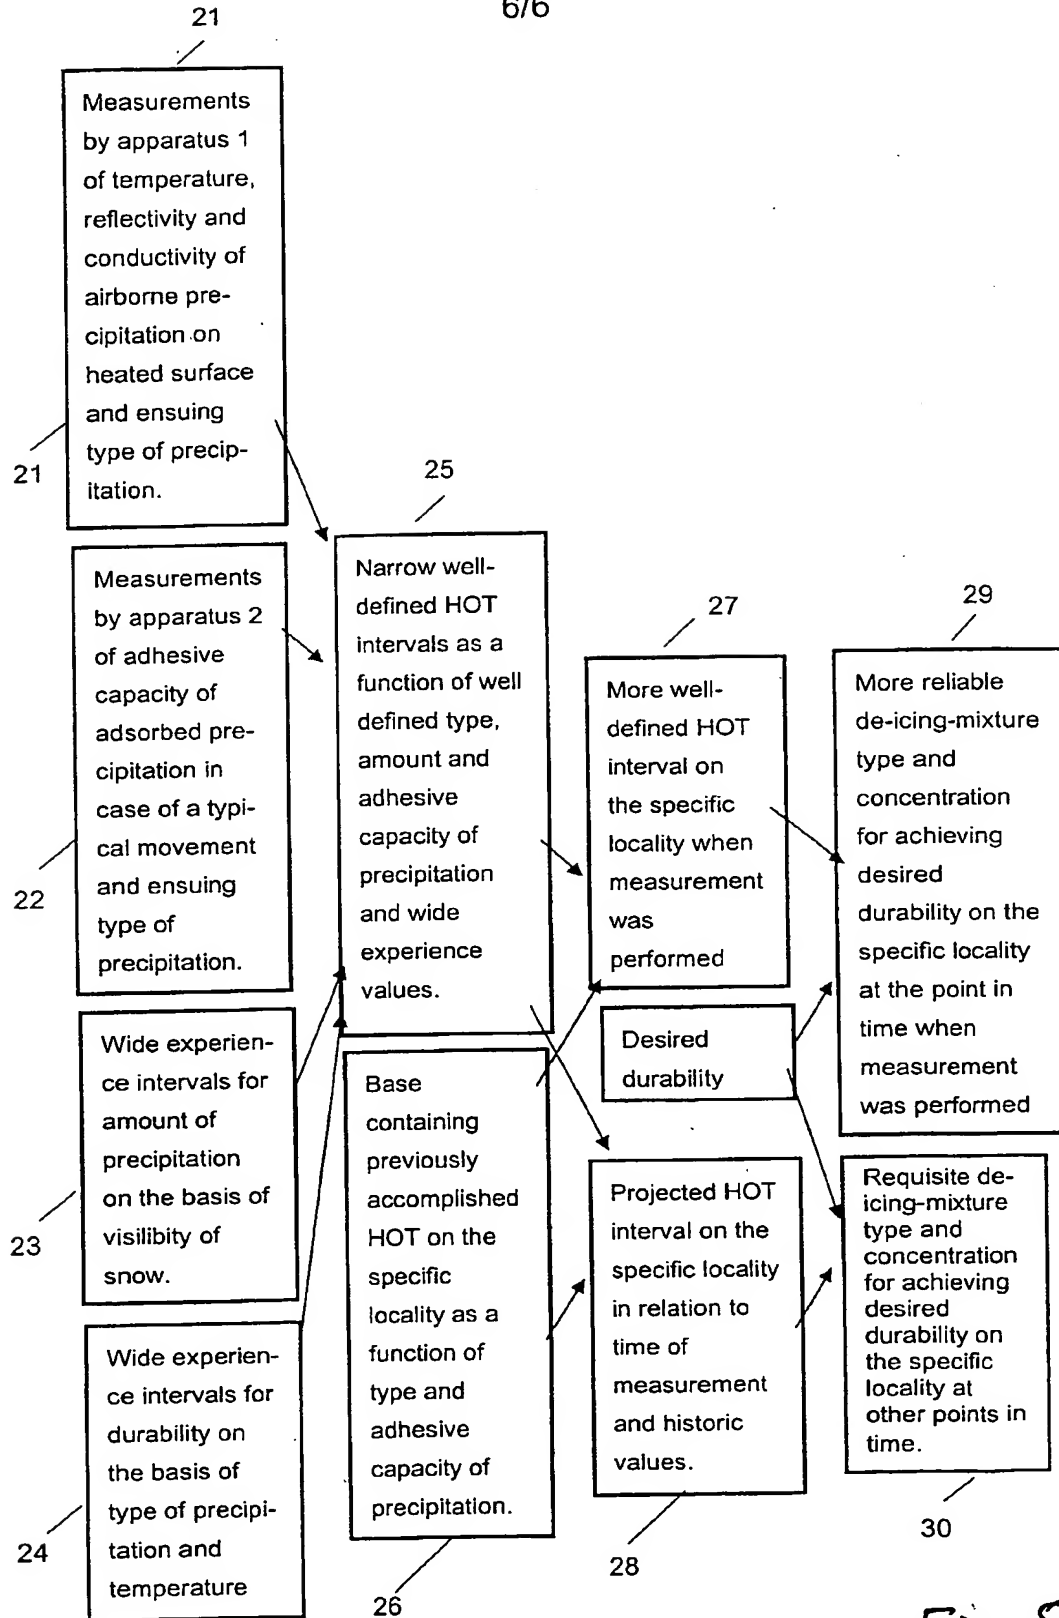 6/6
21
Measurements
by apparatus 1
of temperature,
reflectivity and
conductivity of
airborne pre-
cipitation on
heated surface
and ensuing
type of precip-
itation.
21
Measurements
by apparatus 2
of adhesive
capacity of
adsorbed pre-
cipitation in
case of a typi-
cal movement
and ensuing
type of
precipitation.
22
Wide experien-
ce intervals for
amount of
precipitation
on the basis of
visilibity of
snow.
23
Wide experien-
ce intervals for
durability on
the basis of
type of precipi-
tation and
temperature
24
25
Narrow well-
defined HOT
intervals as a
function of well
defined type,
amount and
adhesive
capacity of
precipitation
and wide
experience
values.
Base
containing
previously
accomplished
HOT on the
specific
locality as a
function of
type and
adhesive
capacity of
precipitation.
26
27
More well-
defined HOT
interval on
the specific
locality when
measurement
was
performed
Desired
durability
Projected HOT
interval on the
specific locality
in relation to
time of
measurement
and historic
values.
28
29
More reliable
de-icing-mixture
type and
concentration
for achieving
desired
durability on the
specific locality
at the point in
time when
measurement
was performed
Requisite de-
icing-mixture
type and
concentration
for achieving
desired
durability on
the specific
locality at
other points in
time.
30